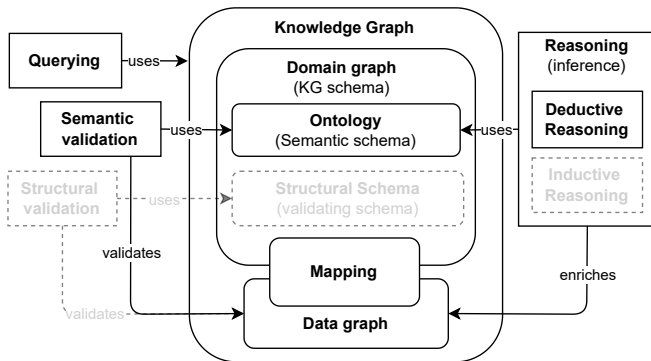 Knowledge Graph
Querying
uses
Domain graph
(KG schema)
Reasoning
(inference)
Semantic
validation
uses
Ontology
(Semantic schema)
uses
Deductive
Reasoning
Structural
validation
uses
Structural Schema
(validating schema)
Inductive
Reasoning
validates
Mapping
enriches
validates
Data graph